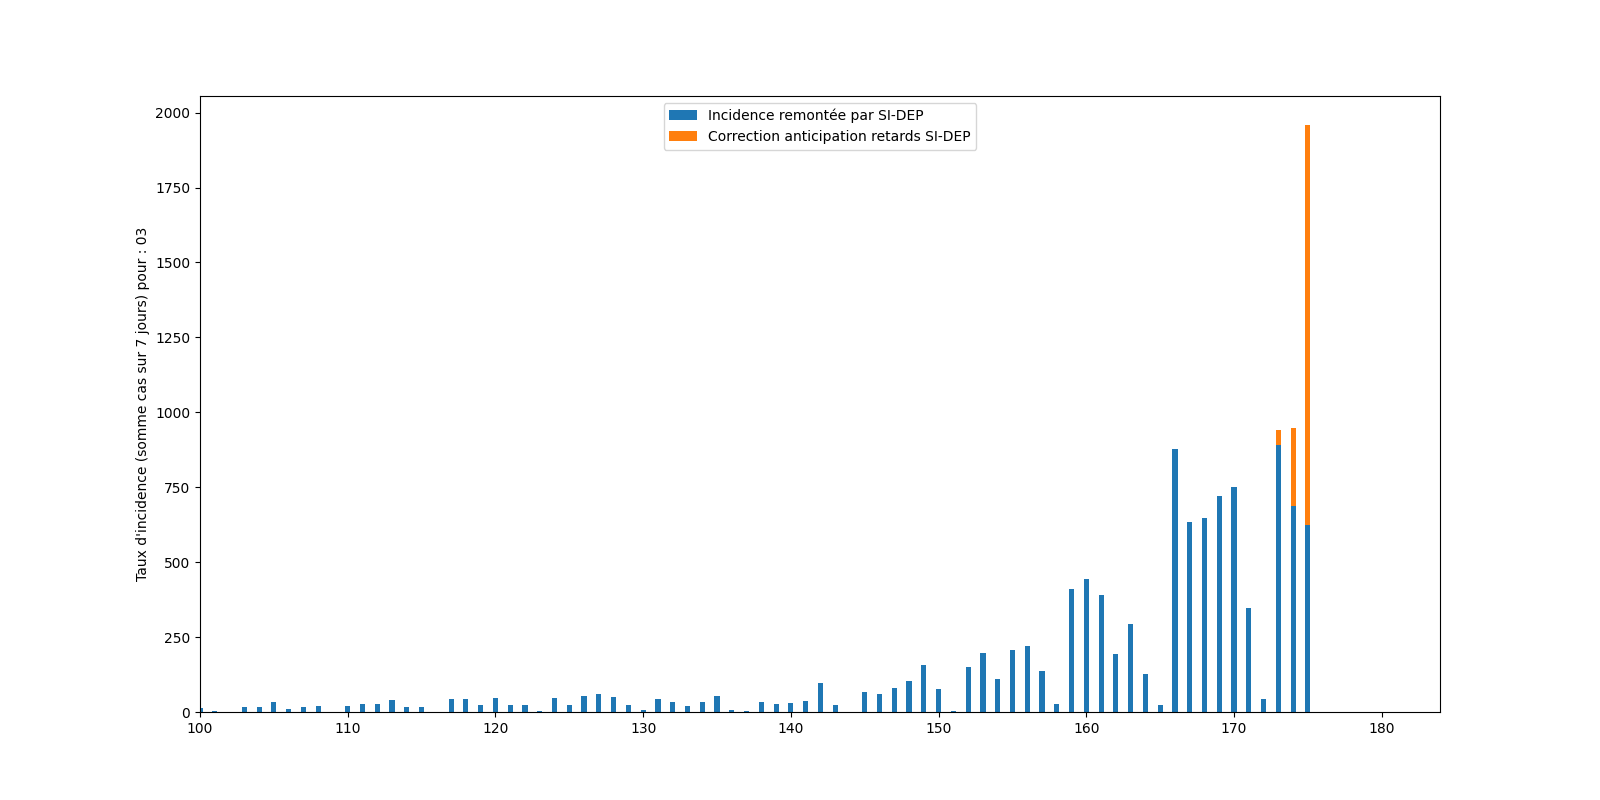 Incidence remontée par SI-DEP
Correction anticipation retards SI-DEP
Taux d'incidence (somme cas sur 7 jours) pour : 03
2000
1750
1500
1250
1000
750
500
250
0
100 110 120 130 140 150 160 170 180